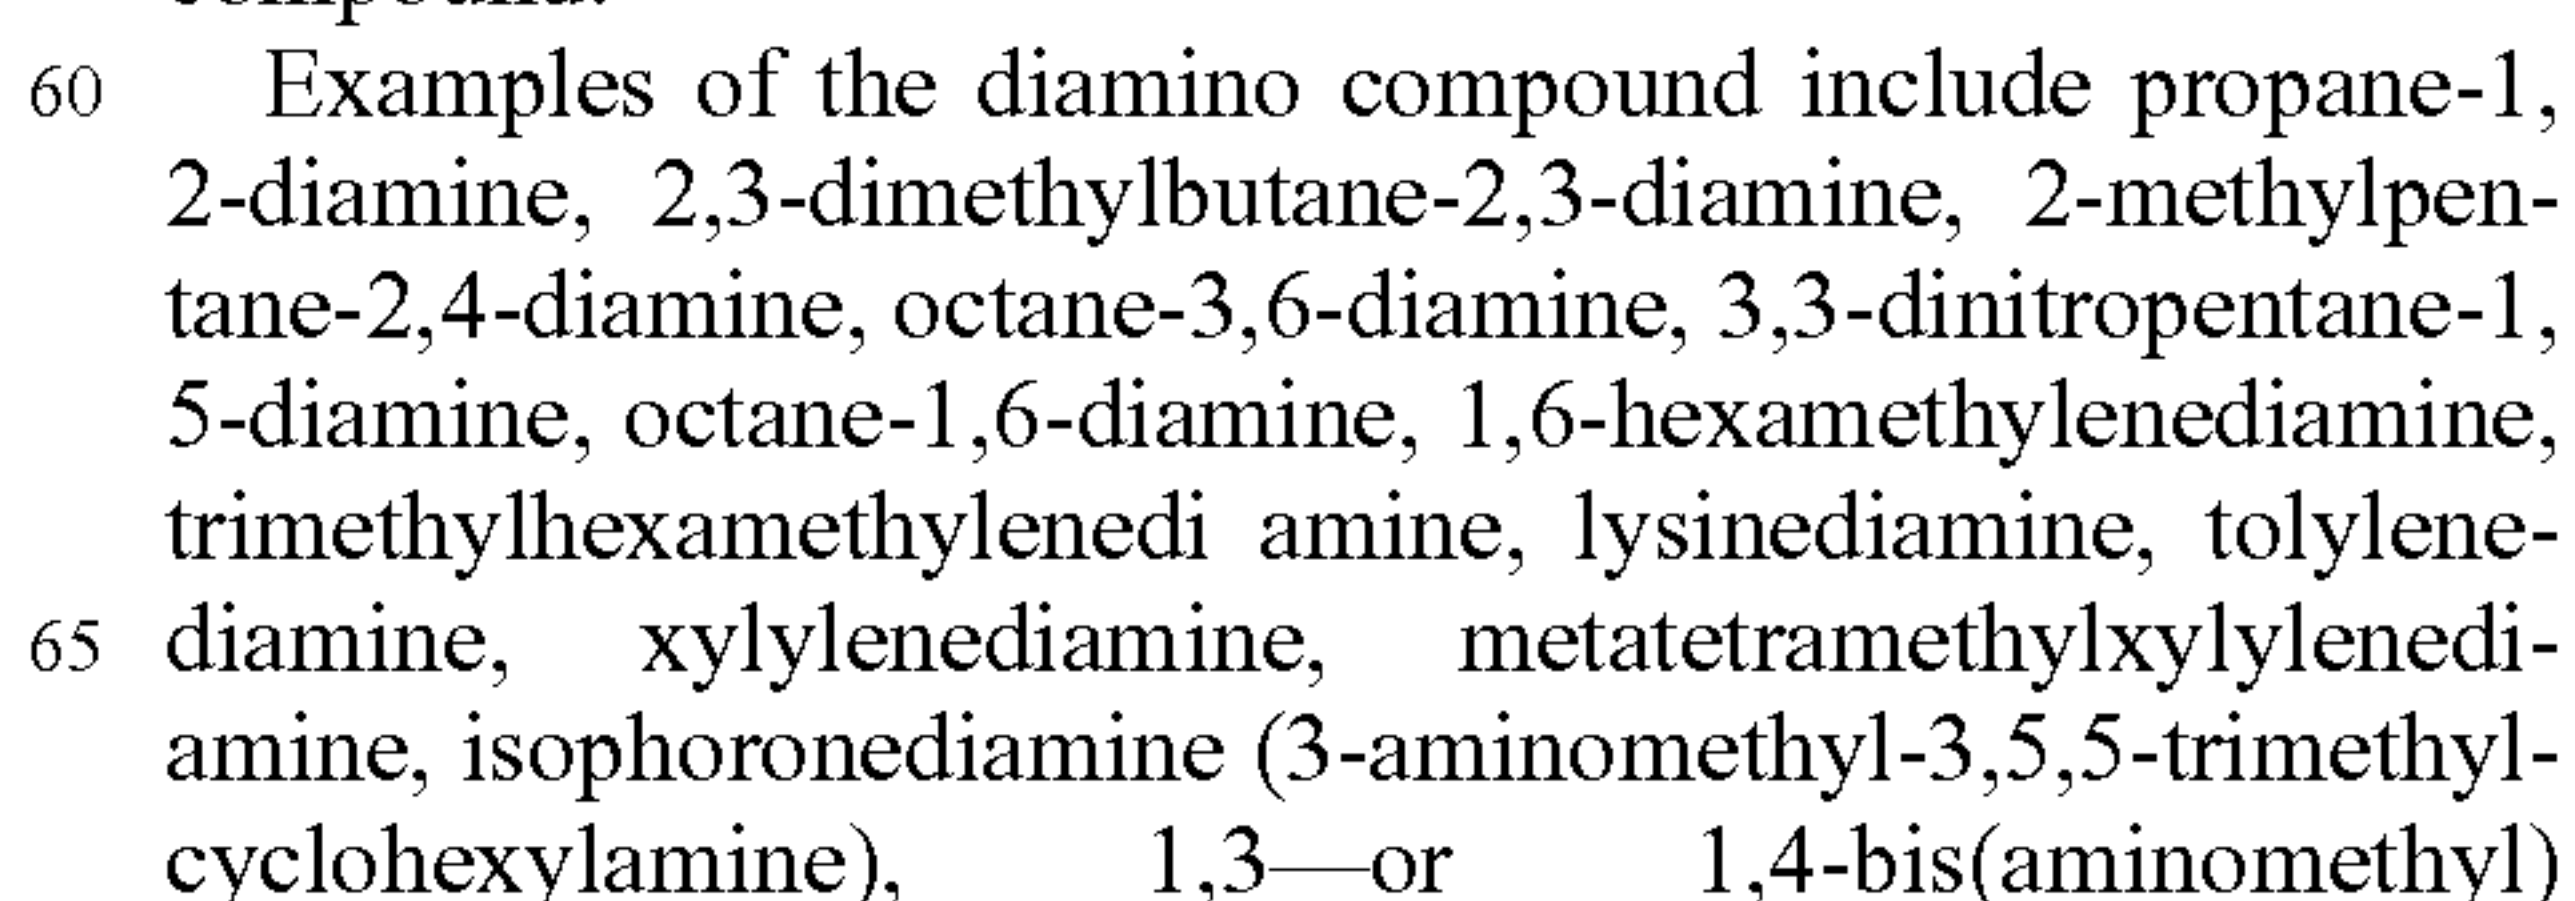 60 Examples of the diamino compound include propane-1,
2-diamine, 2,3-dimethylbutane-2,3-diamine, 2-methylpen-
tane-2,4-diamine, octane-3,6-diamine, 3,3-dinitropentane-1,
5-diamine, octane-1,6-diamine, 1,6-hexamethylenediamine,
trimethylhexamethylenedi amine, lysinediamine, tolylene-
65 diamine, xylylenediamine, metatetramethylxylylenedi-
amine, isophoronediamine (3-aminomethyl-3,5,5-trimethyl-
cyclohexylamine), 1,3—or 1,4-bis(aminomethyl)